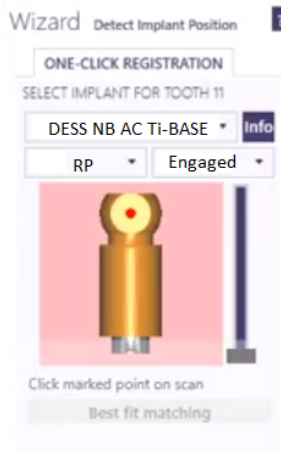 Wizard Detect Implant Position ?
ONE-CLICK REGISTRATION
SELECT IMPLANT FOR TOOTH 11
DESS NB AC Ti-BASE Info
RP Engaged
Click marked point on scan
Best fit matching